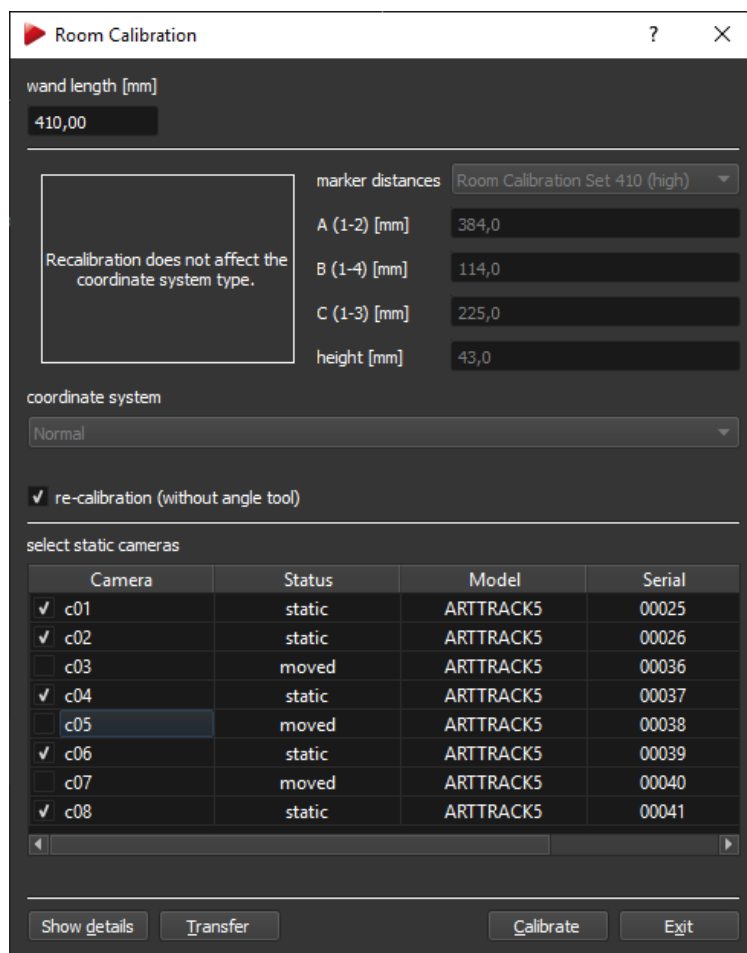 Room Calibration ? ×
wand length [mm]
410,00
marker distances Room Calibration Set 410 (high)
A (1-2) [mm] 384,0
Recalibration does not affect the
coordinate system type.
B (1-4) [mm] 114,0
C (1-3) [mm] 225,0
height [mm] 43,0
coordinate system
Normal
re-calibration (without angle tool)
select static cameras
Camera Status Model Serial
c01 static ARTTRACK5 00025
c02 static ARTTRACK5 00026
c03 moved ARTTRACK5 00036
c04 static ARTTRACK5 00037
c05 moved ARTTRACK5 00038
c06 static ARTTRACK5 00039
c07 moved ARTTRACK5 00040
c08 static ARTTRACK5 00041
Show details Transfer Calibrate Exit